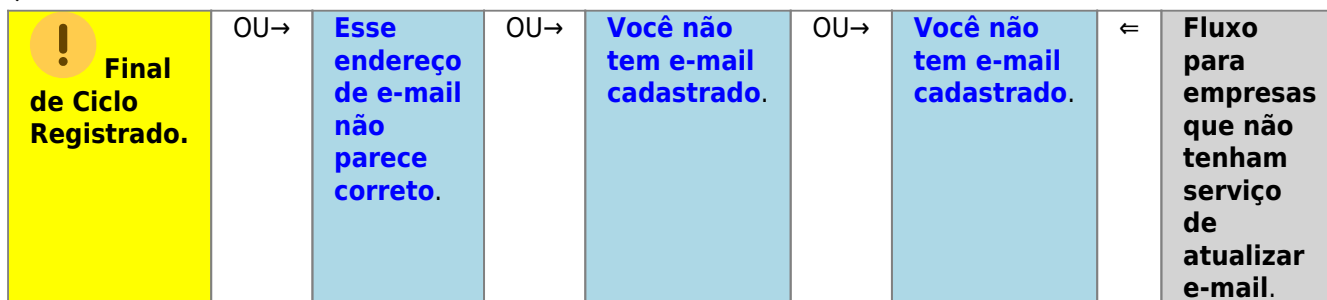 ! Final
de Ciclo
Registrado.
OU→
Esse
endereço
de e-mail
não
parece
correto.
OU→
Você não
tem e-mail
cadastrado.
OU→
Você não
tem e-mail
cadastrado.
⇐
Fluxo
para
empresas
que não
tenham
serviço
de
atualizar
e-mail.